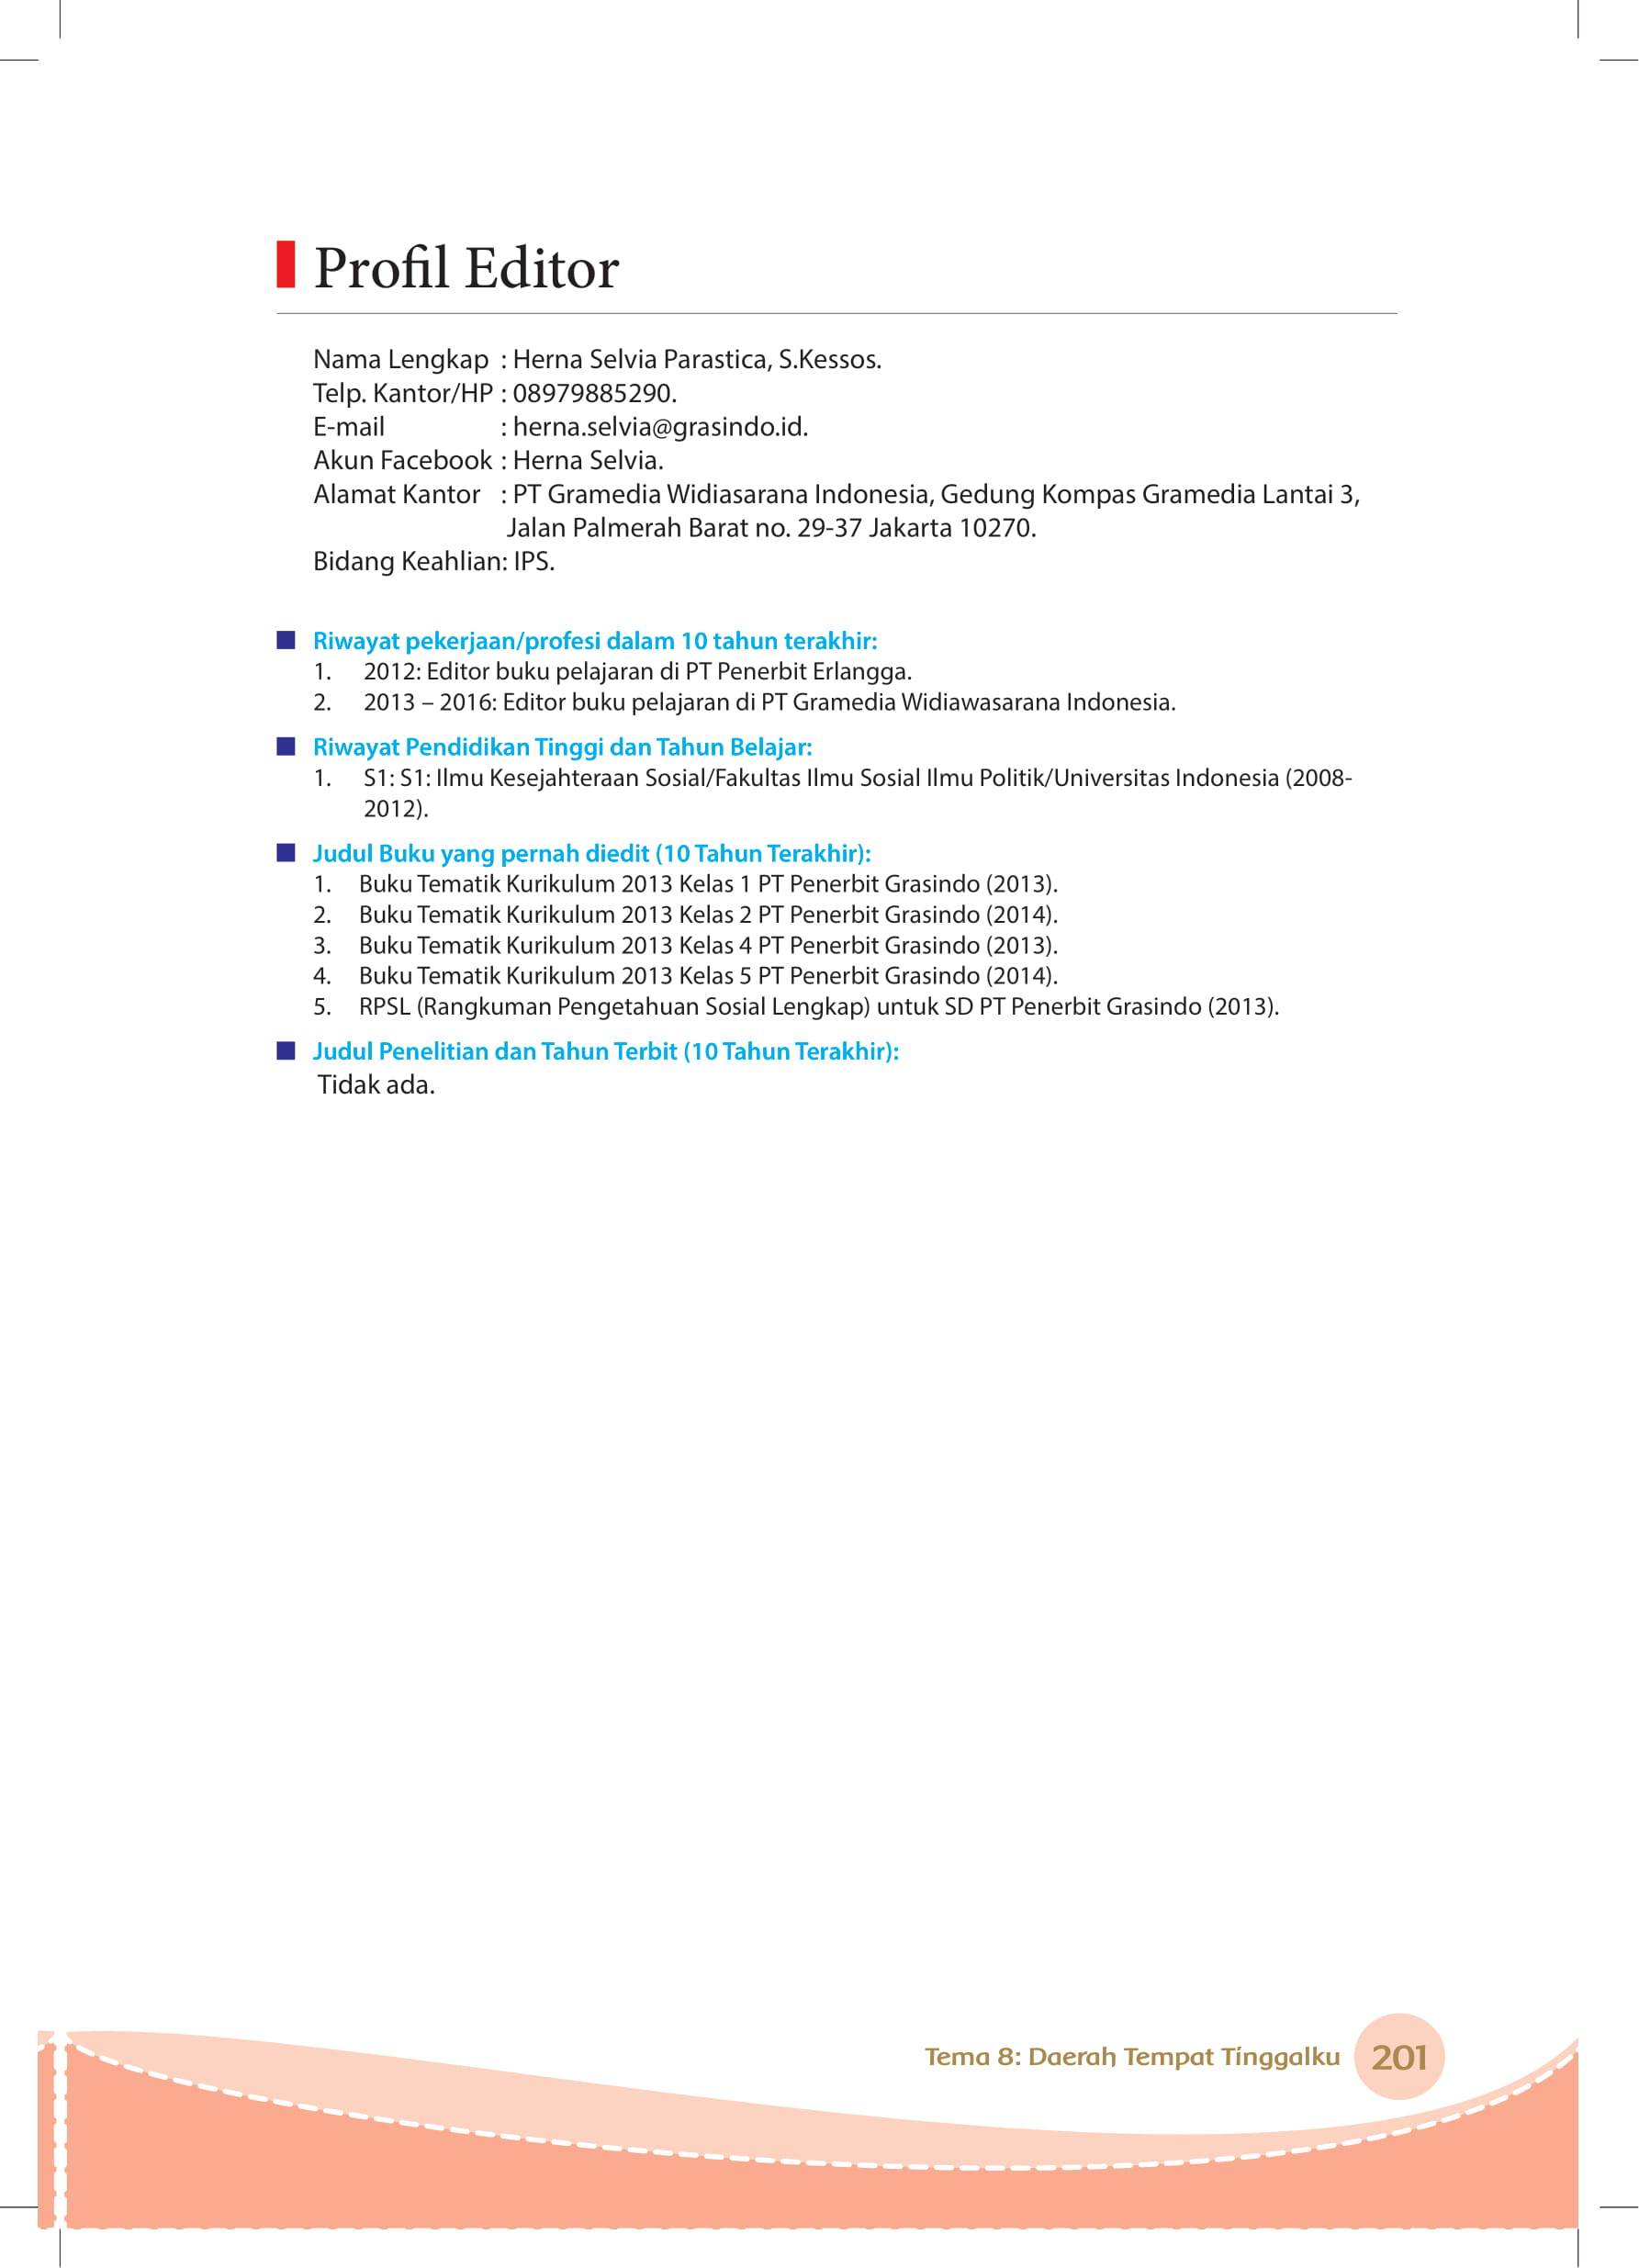 Profil Editor
Nama Lengkap : Herna Selvia Parastica, S.Kessos.
Telp. Kantor/HP : 08979885290.
E-mail : herna.selvia@grasindo.id.
Akun Facebook : Herna Selvia.
Alamat Kantor : PT Gramedia Widiasarana Indonesia, Gedung Kompas Gramedia Lantai 3,
Jalan Palmerah Barat no. 29-37 Jakarta 10270.
Bidang Keahlian: IPS.
Riwayat pekerjaan/profesi dalam 10 tahun terakhir:
1. 2012: Editor buku pelajaran di PT Penerbit Erlangga.
2. 2013 – 2016: Editor buku pelajaran di PT Gramedia Widiawasarana Indonesia.
Riwayat Pendidikan Tinggi dan Tahun Belajar:
1. S1: S1: Ilmu Kesejahteraan Sosial/Fakultas Ilmu Sosial Ilmu Politik/Universitas Indonesia (2008-
2012).
Judul Buku yang pernah diedit (10 Tahun Terakhir):
1. Buku Tematik Kurikulum 2013 Kelas 1 PT Penerbit Grasindo (2013).
2. Buku Tematik Kurikulum 2013 Kelas 2 PT Penerbit Grasindo (2014).
3. Buku Tematik Kurikulum 2013 Kelas 4 PT Penerbit Grasindo (2013).
4. Buku Tematik Kurikulum 2013 Kelas 5 PT Penerbit Grasindo (2014).
5. RPSL (Rangkuman Pengetahuan Sosial Lengkap) untuk SD PT Penerbit Grasindo (2013).
Judul Penelitian dan Tahun Terbit (10 Tahun Terakhir):
Tidak ada.
Tema 8: Daerah Tempat Tinggalku 201